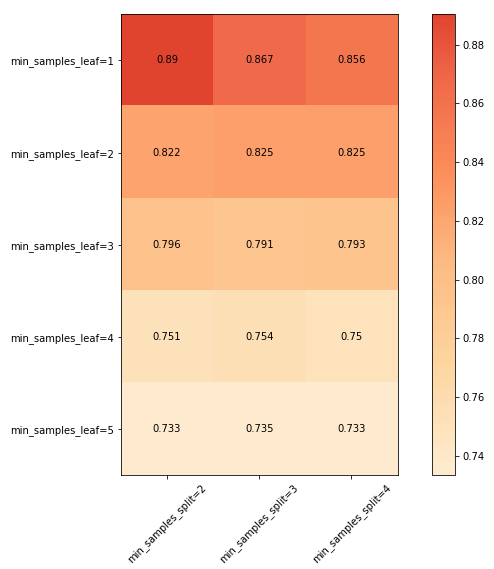 min_samples_leaf=1 0.89 0.867 0.856
min_samples_leaf=2 0.822 0.825 0.825
min_samples_leaf=3 0.796 0.791 0.793
min_samples_leaf=4 0.751 0.754 0.75
min_samples_leaf=5 0.733 0.735 0.733
min_samples_split=2
min_samples_split=3
min_samples_split=4
0.88
0.86
0.84
0.82
0.80
0.78
0.76
0.74